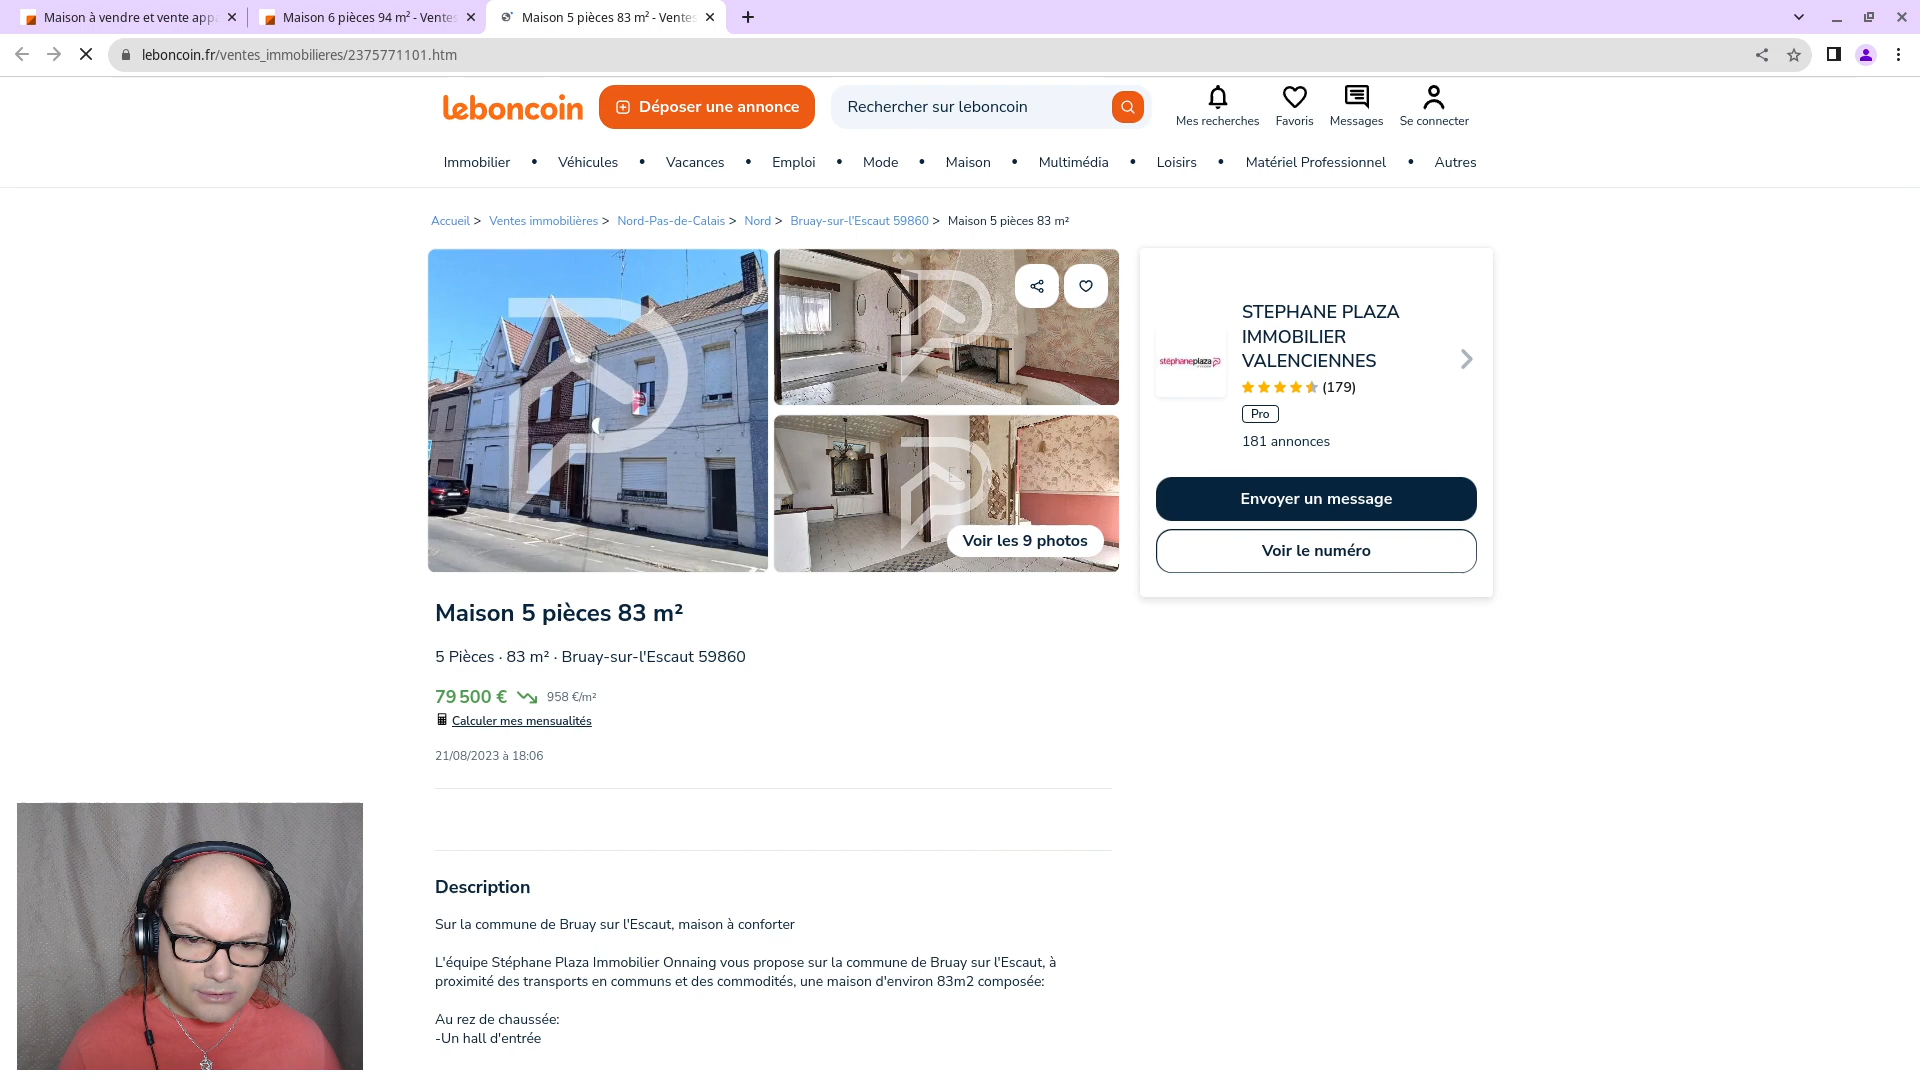 Maison à vendre et vente appa
Maison 6 pièces 94 m² - Ventes
Maison 5 pièces 83 m² - Ventes
leboncoin.fr/ventes_immobilieres/2375771101.htm
leboncoin
Déposer une annonce
Rechercher sur leboncoin
Mes recherches
Favoris
Messages
Se connecter
Immobilier • Véhicules • Vacances • Emploi • Mode • Maison • Multimédia • Loisirs • Matériel Professionnel • Autres
Accueil > Ventes immobilières > Nord-Pas-de-Calais > Nord > Bruay-sur-l'Escaut 59860 > Maison 5 pièces 83 m²
Voir les 9 photos
stéphaneplaza
STEPHANE PLAZA
IMMOBILIER
VALENCIENNES
(179)
Pro
181 annonces
Envoyer un message
Voir le numéro
Maison 5 pièces 83 m²
5 Pièces · 83 m² · Bruay-sur-l'Escaut 59860
79 500 € 958 €/m²
Calculer mes mensualités
21/08/2023 à 18:06
Description
Sur la commune de Bruay sur l'Escaut, maison à conforter
L'équipe Stéphane Plaza Immobilier Onnaing vous propose sur la commune de Bruay sur l'Escaut, à
proximité des transports en communs et des commodités, une maison d'environ 83m2 composée:
Au rez de chaussée:
-Un hall d'entrée